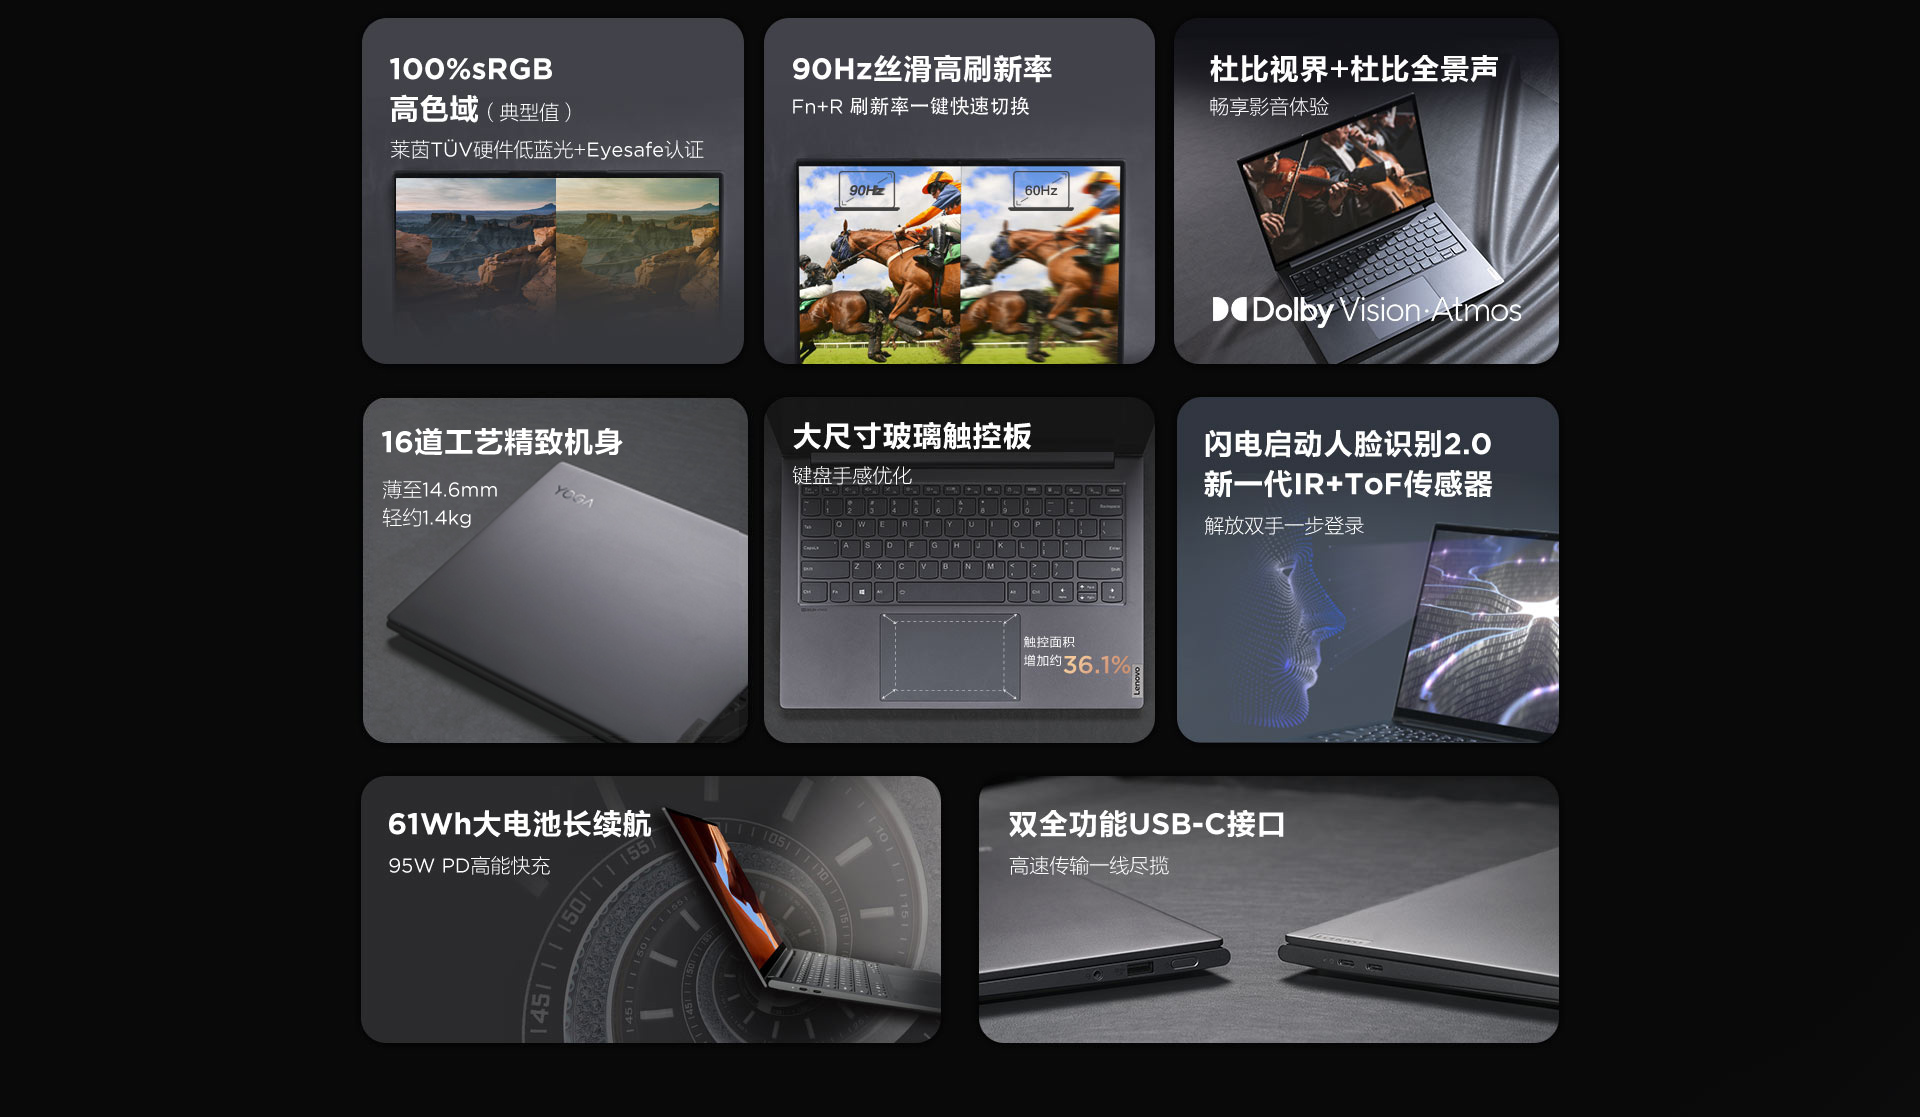 100%sRGB
高色域（典型值）
莱茵TÜV硬件低蓝光+Eyesafe认证
90Hz丝滑高刷新率
Fn+R 刷新率一键快速切换
90Hz
60Hz
杜比视界+杜比全景声
畅享影音体验
Dolby Vision·Atmos
16道工艺精致机身
薄至14.6mm
轻约1.4kg
YOGA
大尺寸玻璃触控板
键盘手感优化
触控面积
增加约36.1%
Lenovo
闪电启动人脸识别2.0
新一代IR+ToF传感器
解放双手一步登录
61Wh大电池长续航
95W PD高能快充
双全功能USB-C接口
高速传输一线尽揽